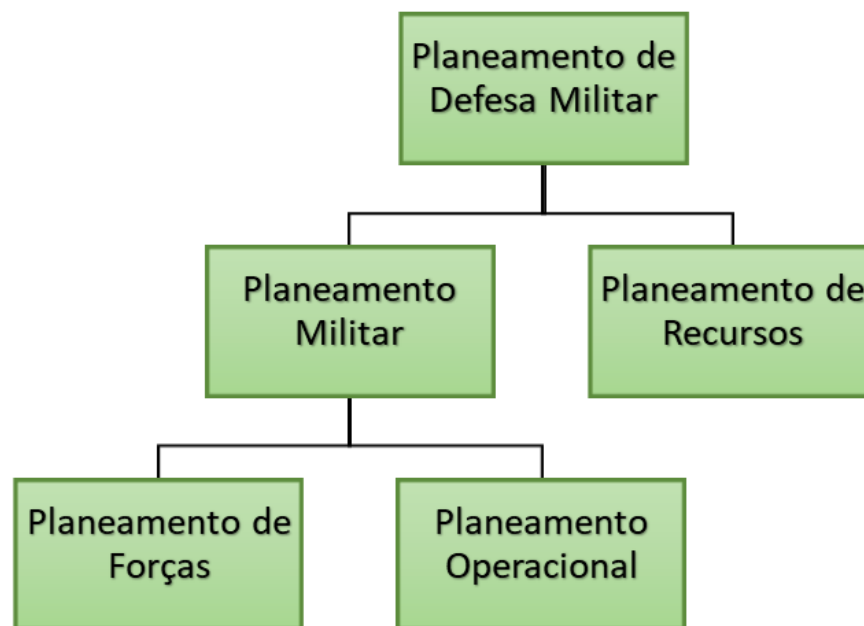 Planeamento de
Defesa Militar
Planeamento
Militar
Planeamento de
Recursos
Planeamento de
Forças
Planeamento
Operacional